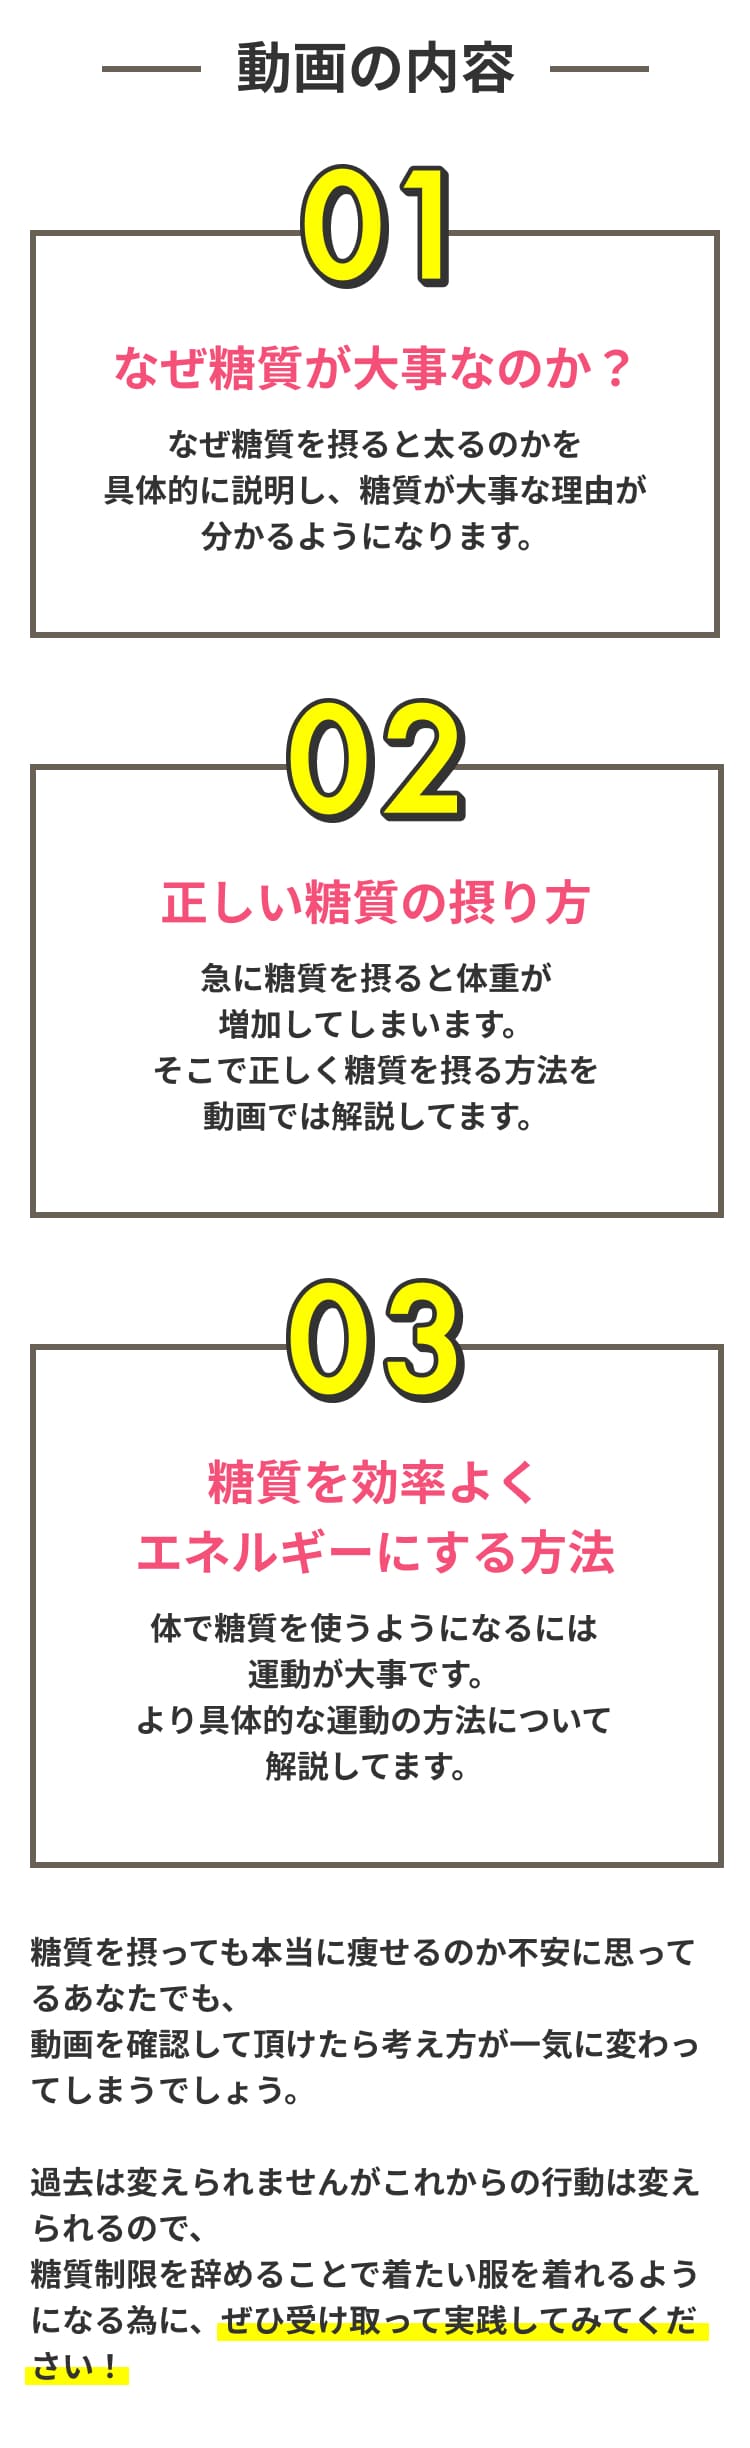 動画の内容
01
なぜ糖質が大事なのか？
なぜ糖質を摂ると太るのかを
具体的に説明し、糖質が大事な理由が
分かるようになります。
02
正しい糖質の摂り方
急に糖質を摂ると体重が
増加してしまいます。
そこで正しく糖質を摂る方法を
動画では解説してます。
03
糖質を効率よく
エネルギーにする方法
体で糖質を使うようになるには
運動が大事です。
より具体的な運動の方法について
解説してます。
糖質を摂っても本当に痩せるのか不安に思って
るあなたでも、
動画を確認して頂けたら考え方が一気に変わっ
てしまうでしょう。
過去は変えられませんがこれからの行動は変え
られるので、
糖質制限を辞めることで着たい服を着れるよう
になる為に、ぜひ受け取って実践してみてくだ
さい！